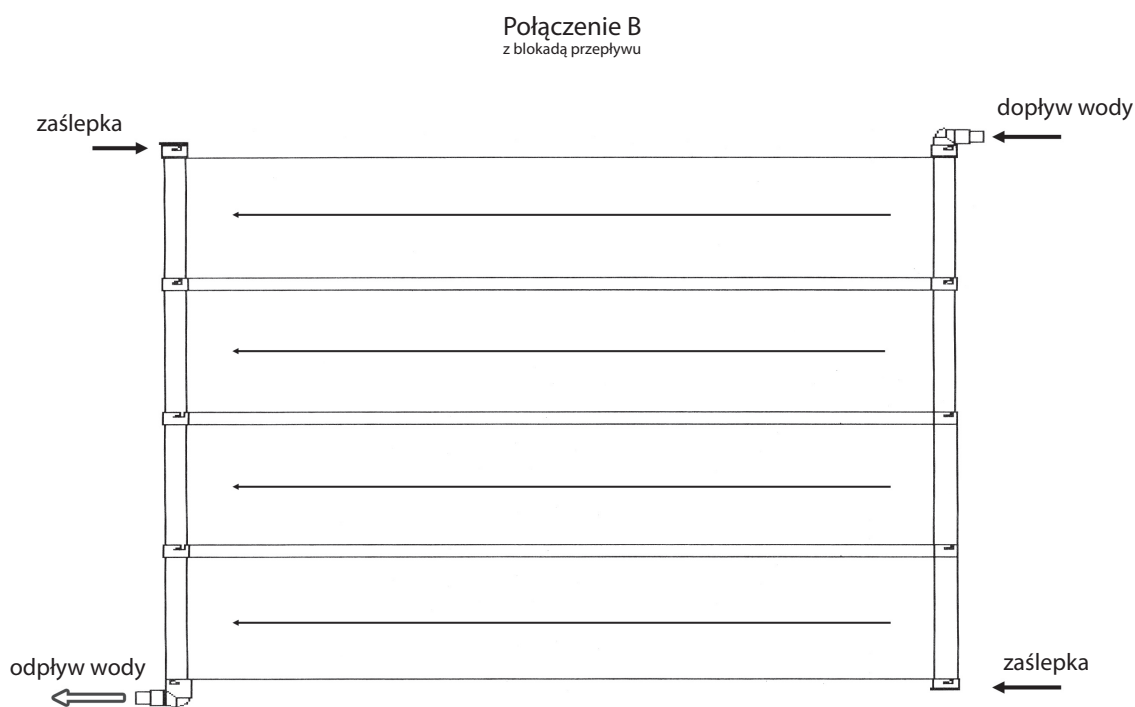 Połączenie B
z blokadą przepływu
zaślepka
dopływ wody
odpływ wody
zaślepka